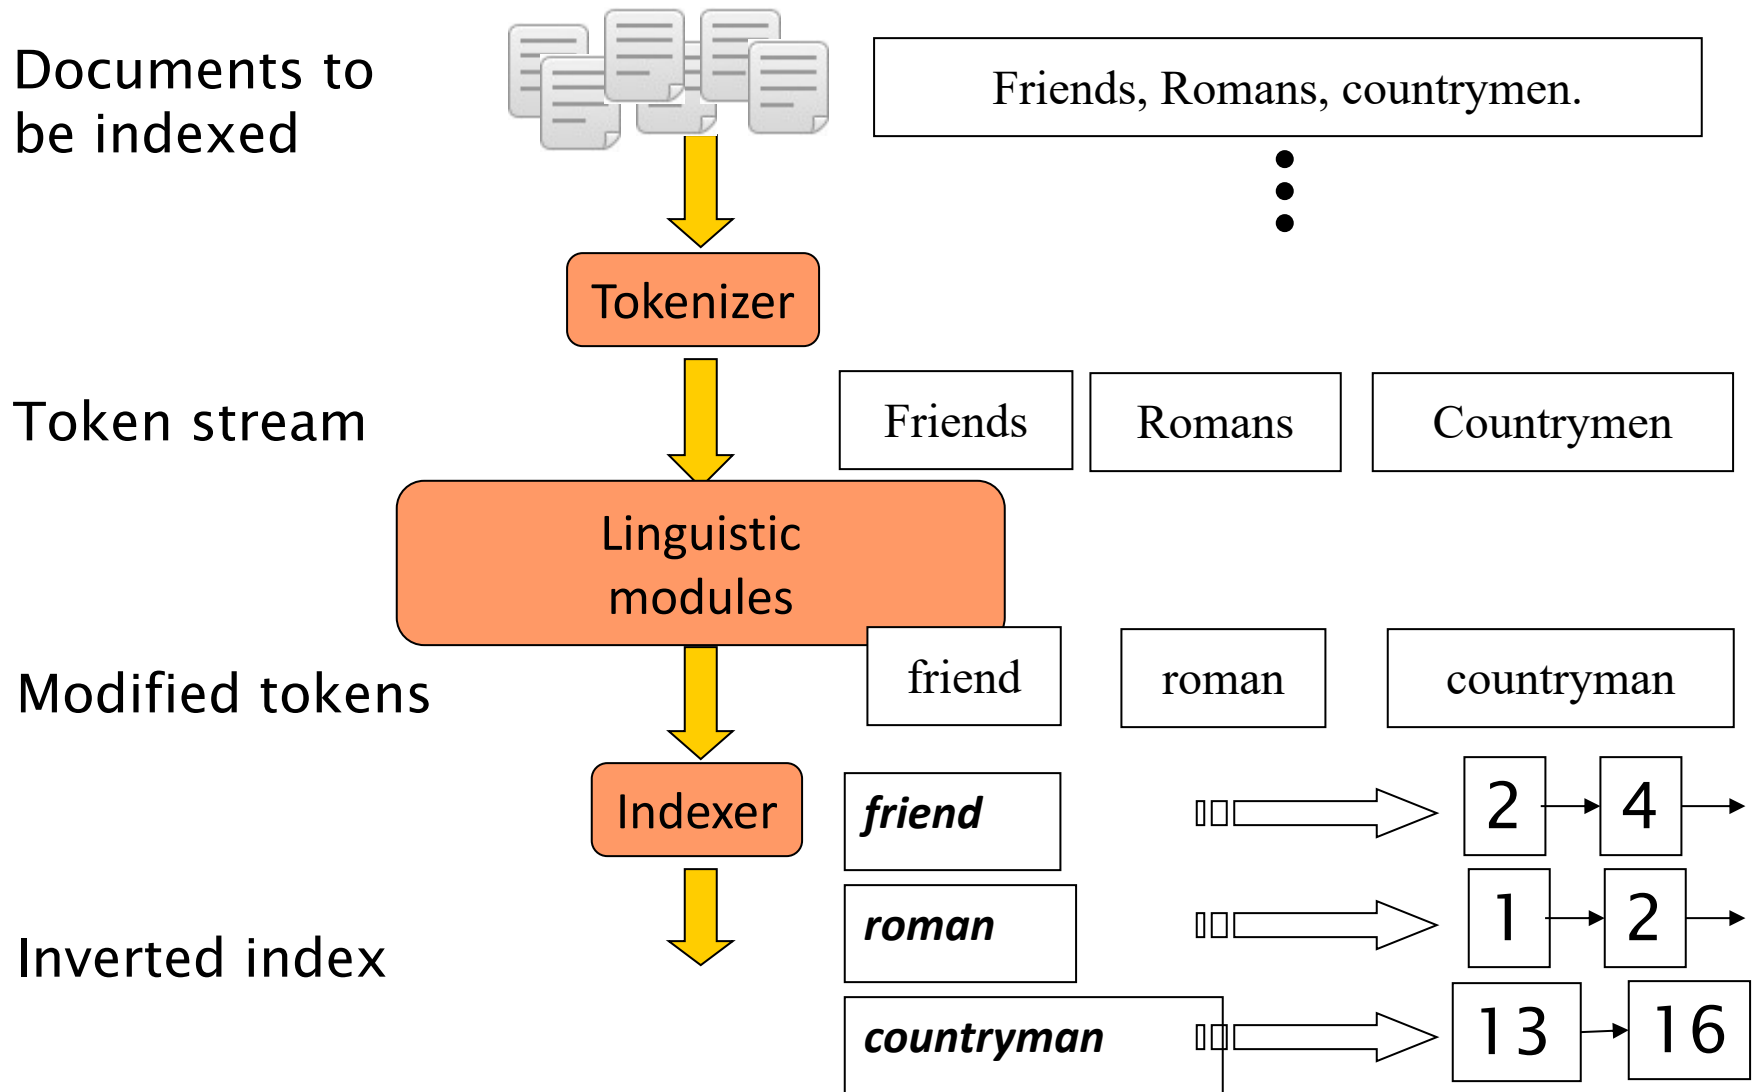 Documents to
be indexed
Friends, Romans, countrymen.
Tokenizer
Token stream
Friends
Romans
Countrymen
Linguistic
modules
Modified tokens
friend
roman
countryman
Indexer
friend
2
4
roman
1
2
Inverted index
countryman
13
16